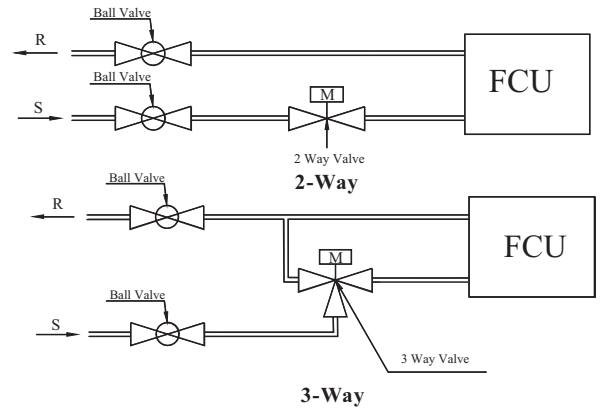 Ball Valve
R
Ball Valve
S
M
FCU
2 Way Valve
2-Way
Ball Valve
R
M
FCU
Ball Valve
S
3 Way Valve
3-Way